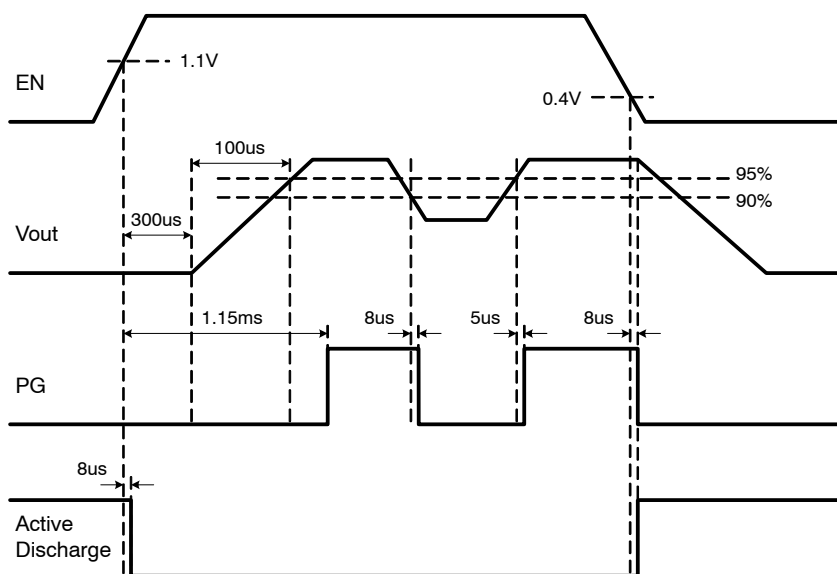 1.1V
EN
0.4V
100us
95%
90%
300us
Vout
1.15ms
8us
5us
8us
PG
8us
Active
Discharge